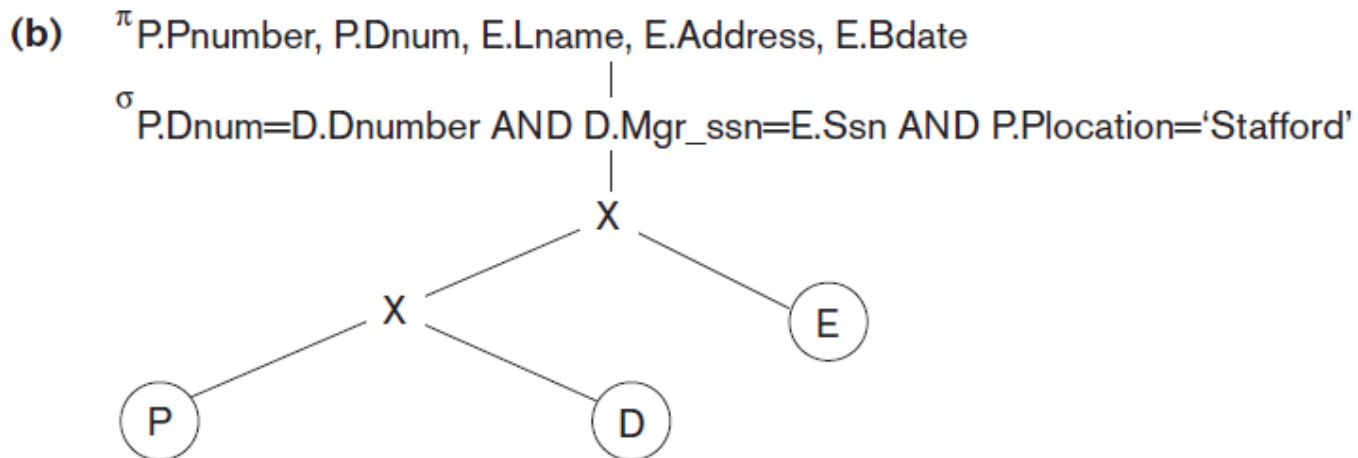 (b) π P.Pnumber, P.Dnum, E.Lname, E.Address, E.Bdate
σ P.Dnum=D.Dnumber AND D.Mgr_ssn=E.Ssn AND P.Plocation=‘Stafford’
X
X
E
P
D